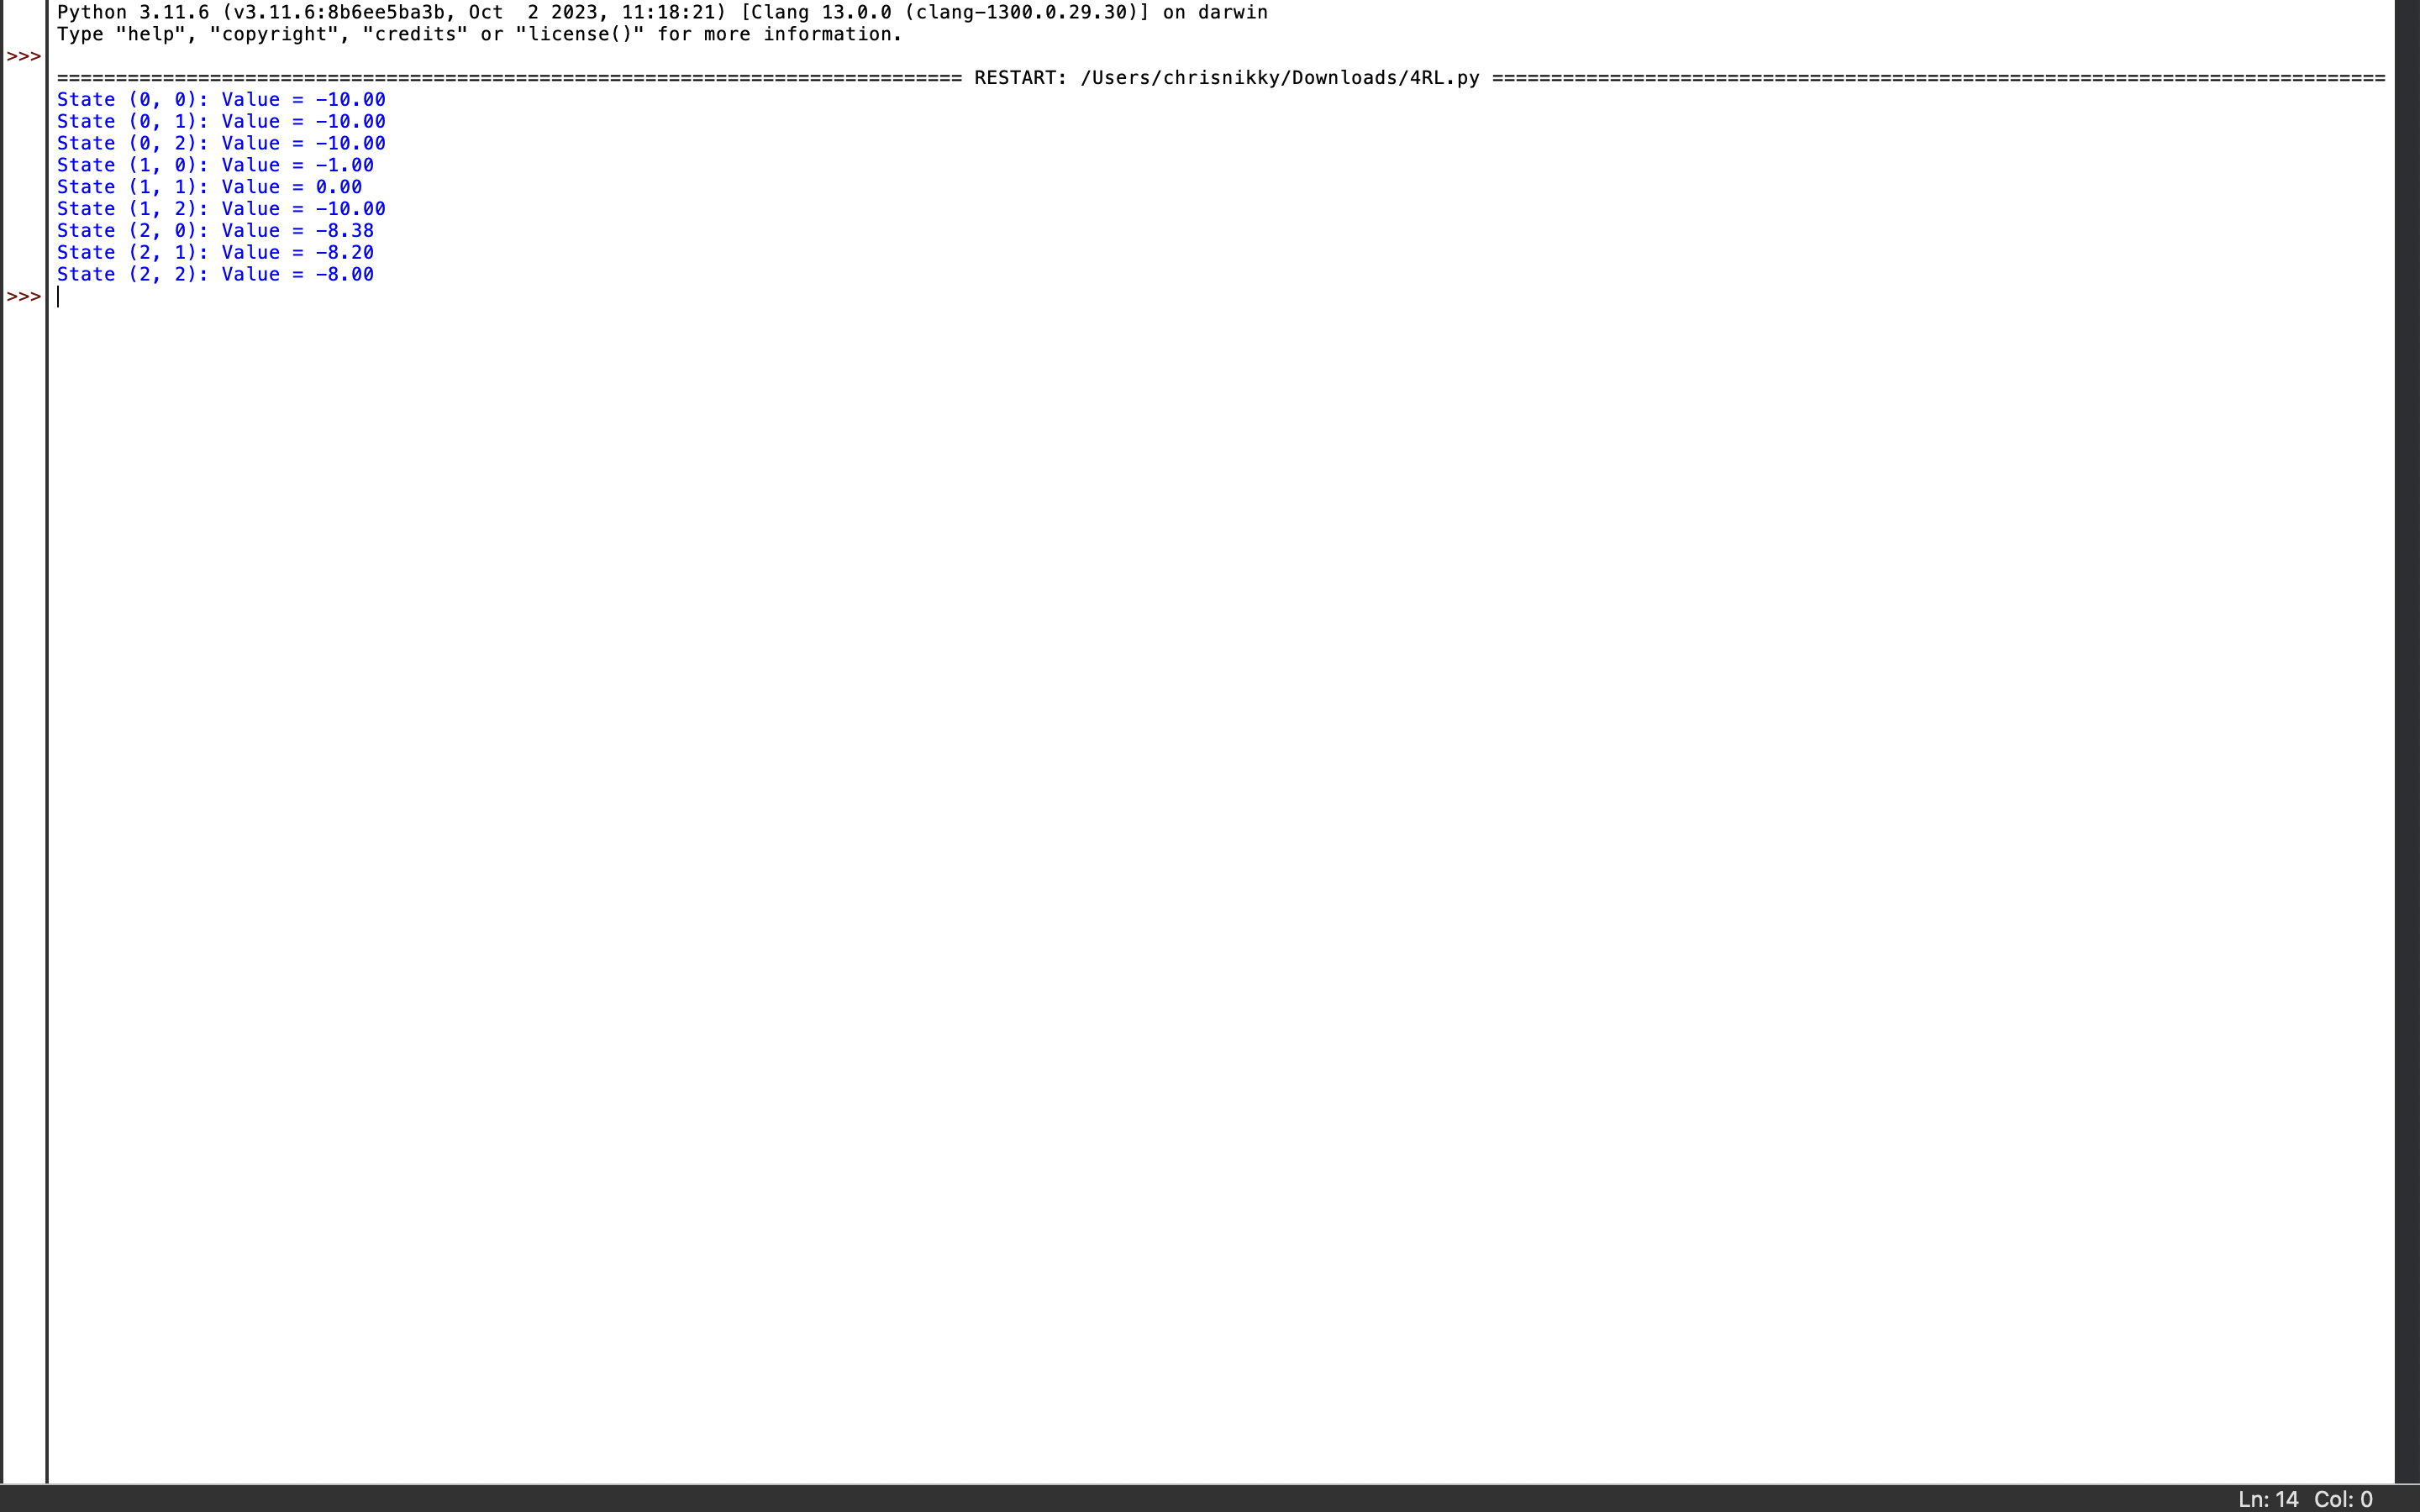 Python 3.11.6 (v3.11.6:8b6ee5ba3b, Oct  2 2023, 11:18:21) [Clang 13.0.0 (clang-1300.0.29.30)] on darwin
Type "help", "copyright", "credits" or "license()" for more information.
>>>
============================================================================= RESTART: /Users/chrisnikky/Downloads/4RL.py ============================================================================
State (0, 0): Value = -10.00
State (0, 1): Value = -10.00
State (0, 2): Value = -10.00
State (1, 0): Value = -1.00
State (1, 1): Value = 0.00
State (1, 2): Value = -10.00
State (2, 0): Value = -8.38
State (2, 1): Value = -8.20
State (2, 2): Value = -8.00
>>>
Ln: 14 Col: 0